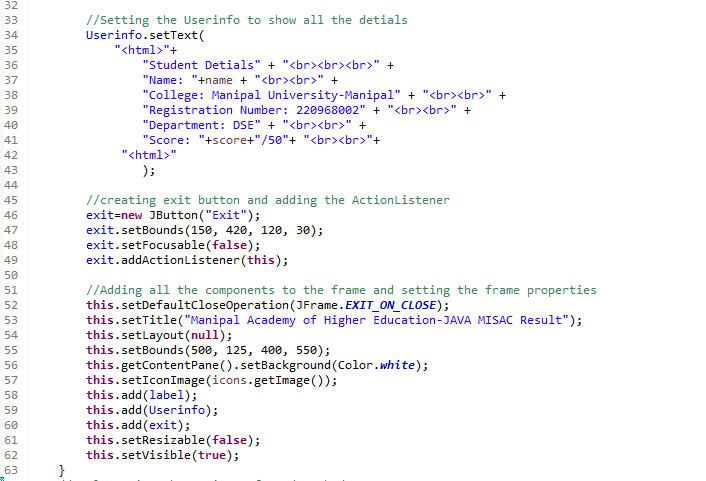 32
33 //Setting the Userinfo to show all the detials
34 Userinfo.setText(
35 "<html>"+
36 "Student Detials" + "<br><br><br>" +
37 "Name: "+name + "<br><br>" +
38 "College: Manipal University-Manipal" + "<br><br>" +
39 "Registration Number: 220968002" + "<br><br>" +
40 "Department: DSE" + "<br><br>" +
41 "Score: "+score+"/50"+ "<br><br>"+
42 "<html>"
43 );
44
45 //creating exit button and adding the ActionListener
46 exit=new JButton("Exit");
47 exit.setBounds(150, 420, 120, 30);
48 exit.setFocusable(false);
49 exit.addActionListener(this);
50
51 //Adding all the components to the frame and setting the frame properties
52 this.setDefaultCloseOperation(JFrame.EXIT_ON_CLOSE);
53 this.setTitle("Manipal Academy of Higher Education-JAVA MISAC Result");
54 this.setLayout(null);
55 this.setBounds(500, 125, 400, 550);
56 this.getContentPane().setBackground(Color.white);
57 this.setIconImage(icons.getImage());
58 this.add(label);
59 this.add(Userinfo);
60 this.add(exit);
61 this.setResizable(false);
62 this.setVisible(true);
63 }